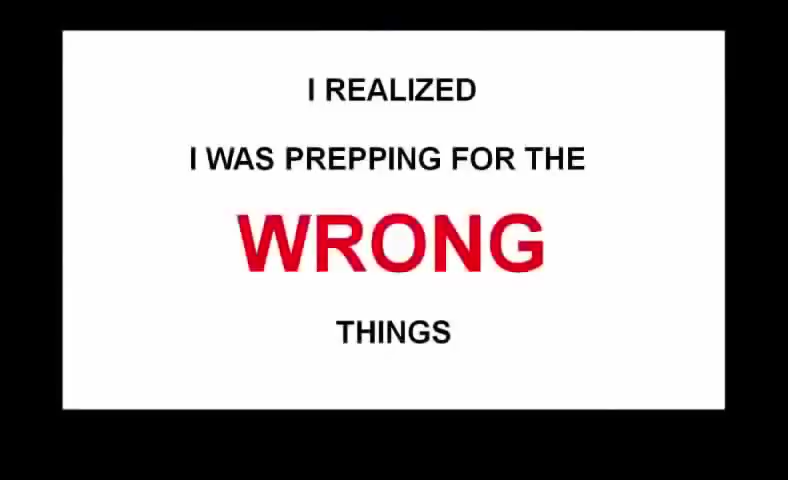 I REALIZED
I WAS PREPPING FOR THE
WRONG
THINGS